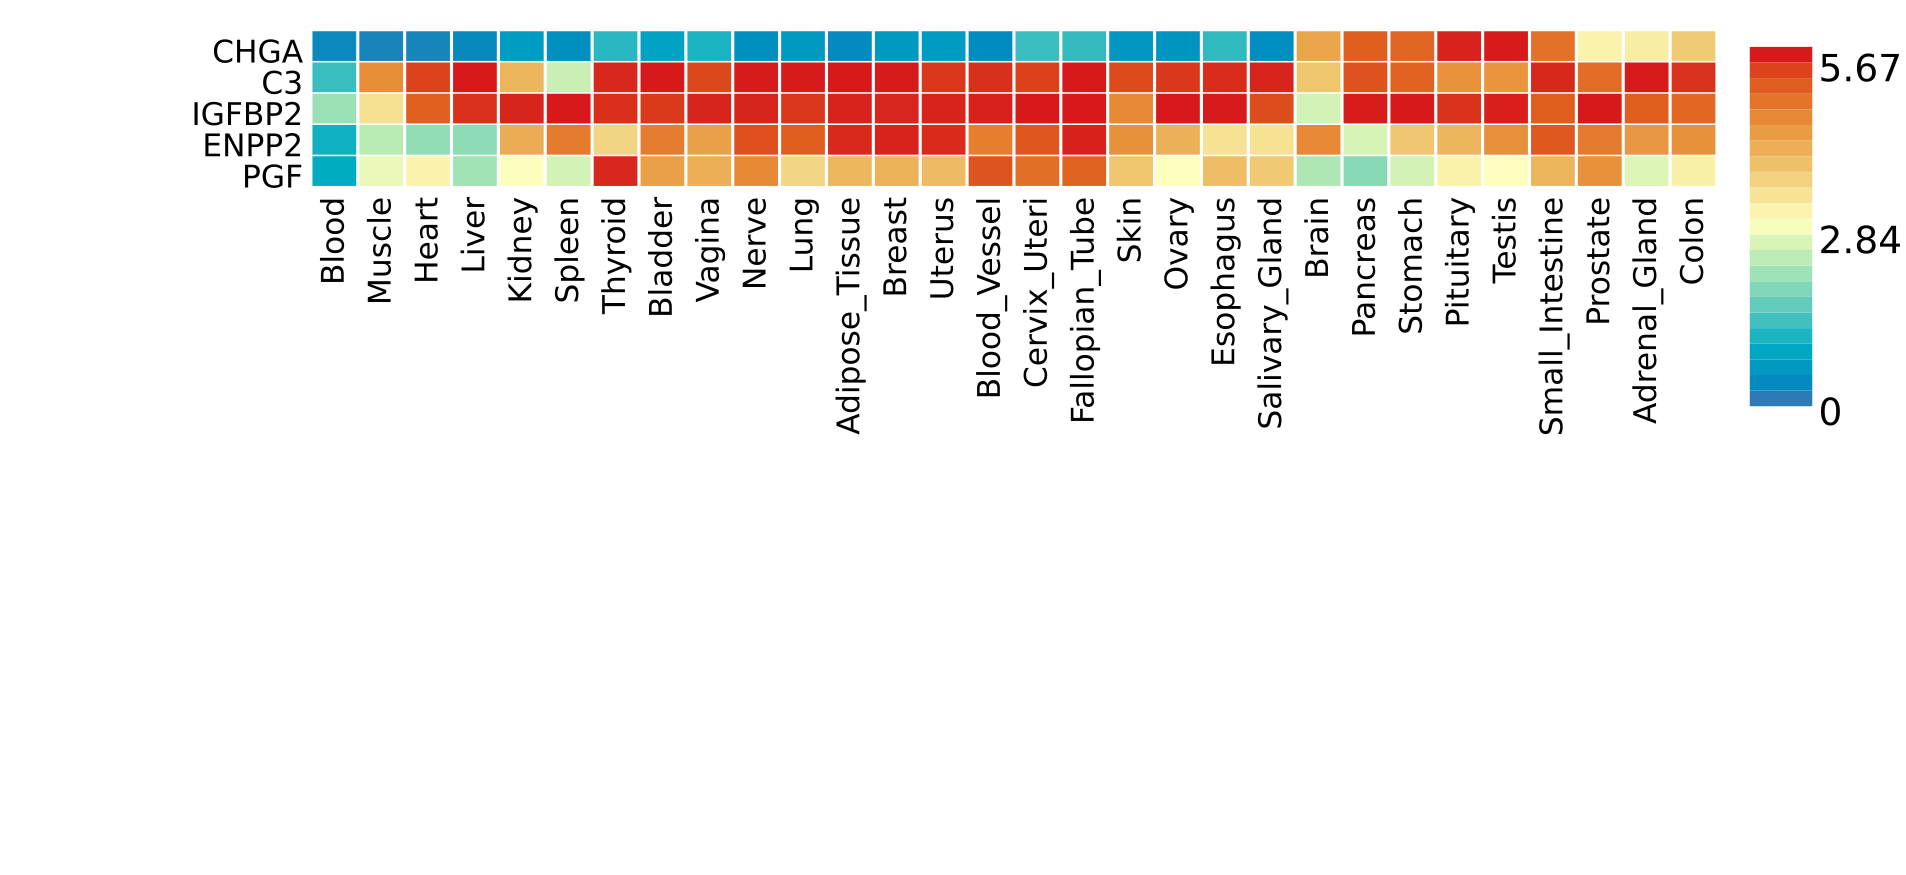 CHGA
C3
IGFBP2
ENPP2
PGF
Blood
Muscle
Heart
Liver
Kidney
Spleen
Thyroid
Bladder
Vagina
Nerve
Lung
Adipose_Tissue
Breast
Uterus
Blood_Vessel
Cervix_Uteri
Fallopian_Tube
Skin
Ovary
Esophagus
Salivary_Gland
Brain
Pancreas
Stomach
Pituitary
Testis
Small_Intestine
Prostate
Adrenal_Gland
Colon
5.67
2.84
0